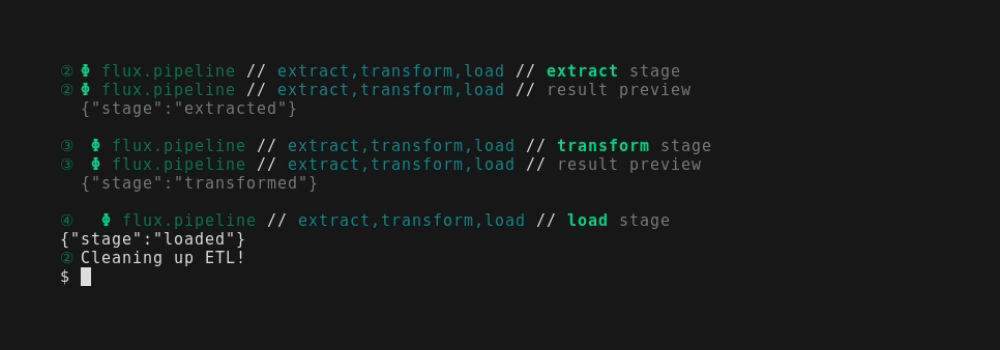 ② Φ flux.pipeline // extract,transform,load // extract stage
② Φ flux.pipeline // extract,transform,load // result preview
{"stage":"extracted"}
③ Φ flux.pipeline // extract,transform,load // transform stage
③ Φ flux.pipeline // extract,transform,load // result preview
{"stage":"transformed"}
④ Φ flux.pipeline // extract,transform,load // load stage
{"stage":"loaded"}
② Cleaning up ETL!
$